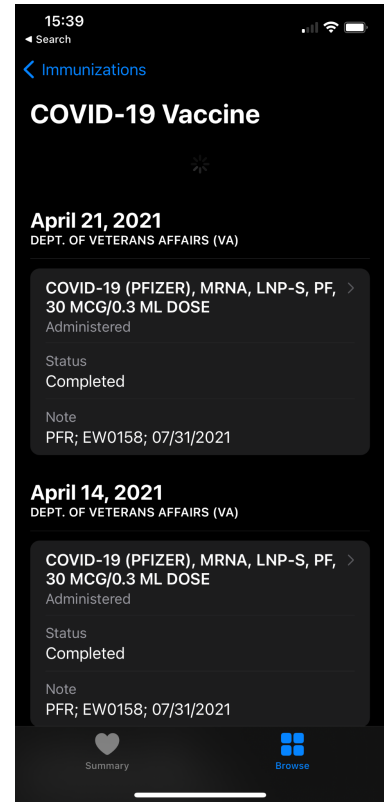 15:39
◀ Search
Immunizations
COVID-19 Vaccine
April 21, 2021
DEPT. OF VETERANS AFFAIRS (VA)
COVID-19 (PFIZER), MRNA, LNP-S, PF,
30 MCG/0.3 ML DOSE
Administered
Status
Completed
Note
PFR; EW0158; 07/31/2021
April 14, 2021
DEPT. OF VETERANS AFFAIRS (VA)
COVID-19 (PFIZER), MRNA, LNP-S, PF,
30 MCG/0.3 ML DOSE
Administered
Status
Completed
Note
PFR; EW0158; 07/31/2021
Summary
Browse